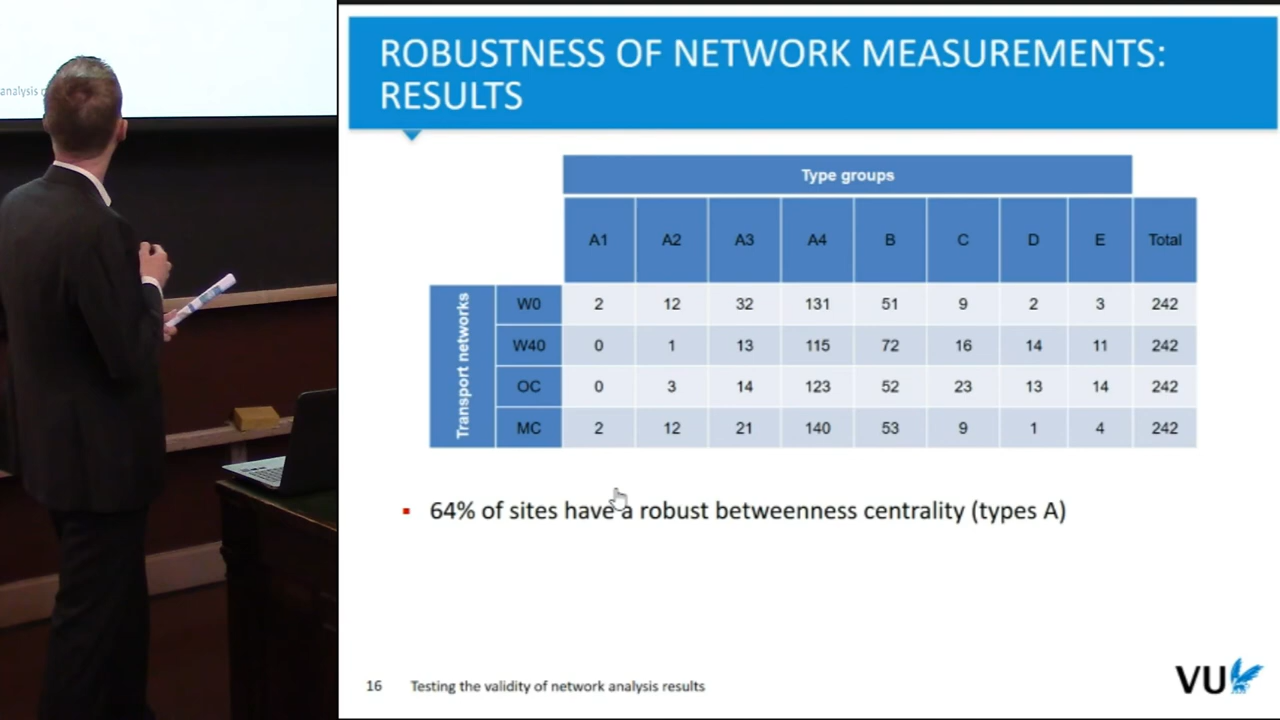 analysis
ROBUSTNESS OF NETWORK MEASUREMENTS:
RESULTS
Type groups
A1 A2 A3 A4 B C D E Total
Transport networks
W0 2 12 32 131 51 9 2 3 242
W40 0 1 13 115 72 16 14 11 242
OC 0 3 14 123 52 23 13 14 242
MC 2 12 21 140 53 9 1 4 242
▪ 64% of sites have a robust betweenness centrality (types A)
16 Testing the validity of network analysis results
VU